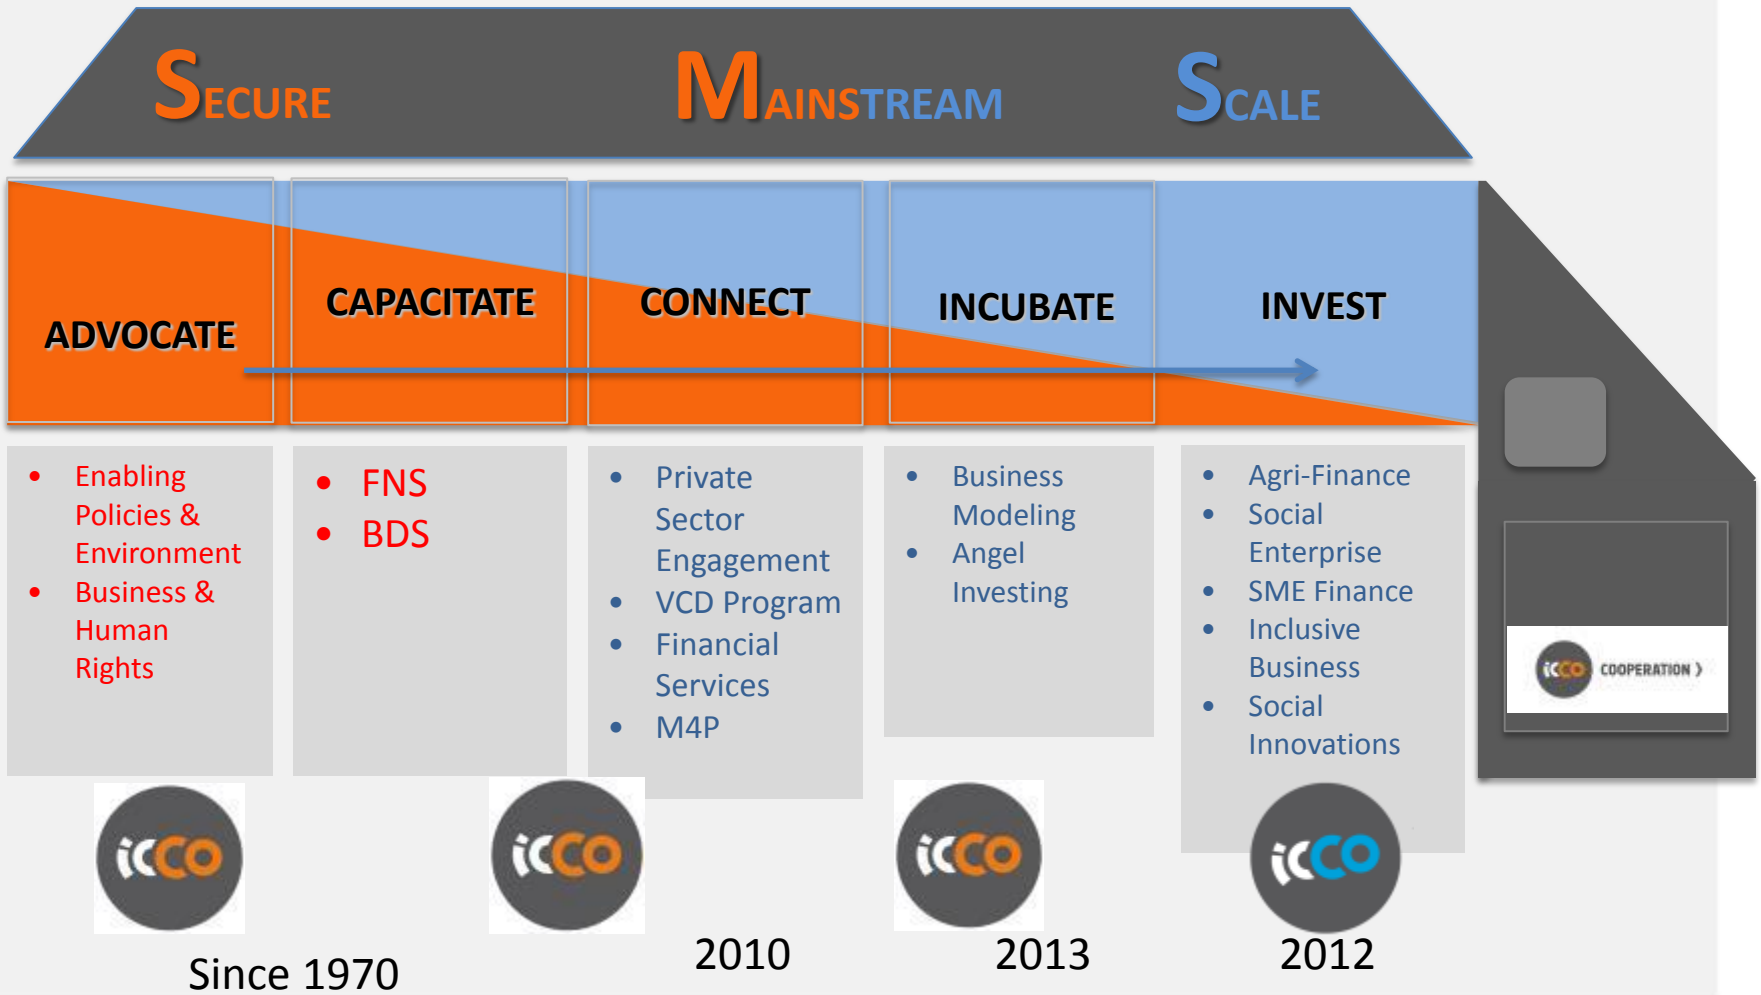 SECURE MAINSTREAM SCALE
ADVOCATE
CAPACITATE
CONNECT
INCUBATE
INVEST
• Enabling
Policies &
Environment
• Business &
Human
Rights
• FNS
• BDS
• Private
Sector
Engagement
• VCD Program
• Financial
Services
• M4P
• Business
Modeling
• Angel
Investing
• Agri-Finance
• Social
Enterprise
• SME Finance
• Inclusive
Business
• Social
Innovations
icco COOPERATION 〉
icco
icco
icco
icco
Since 1970
2010
2013
2012